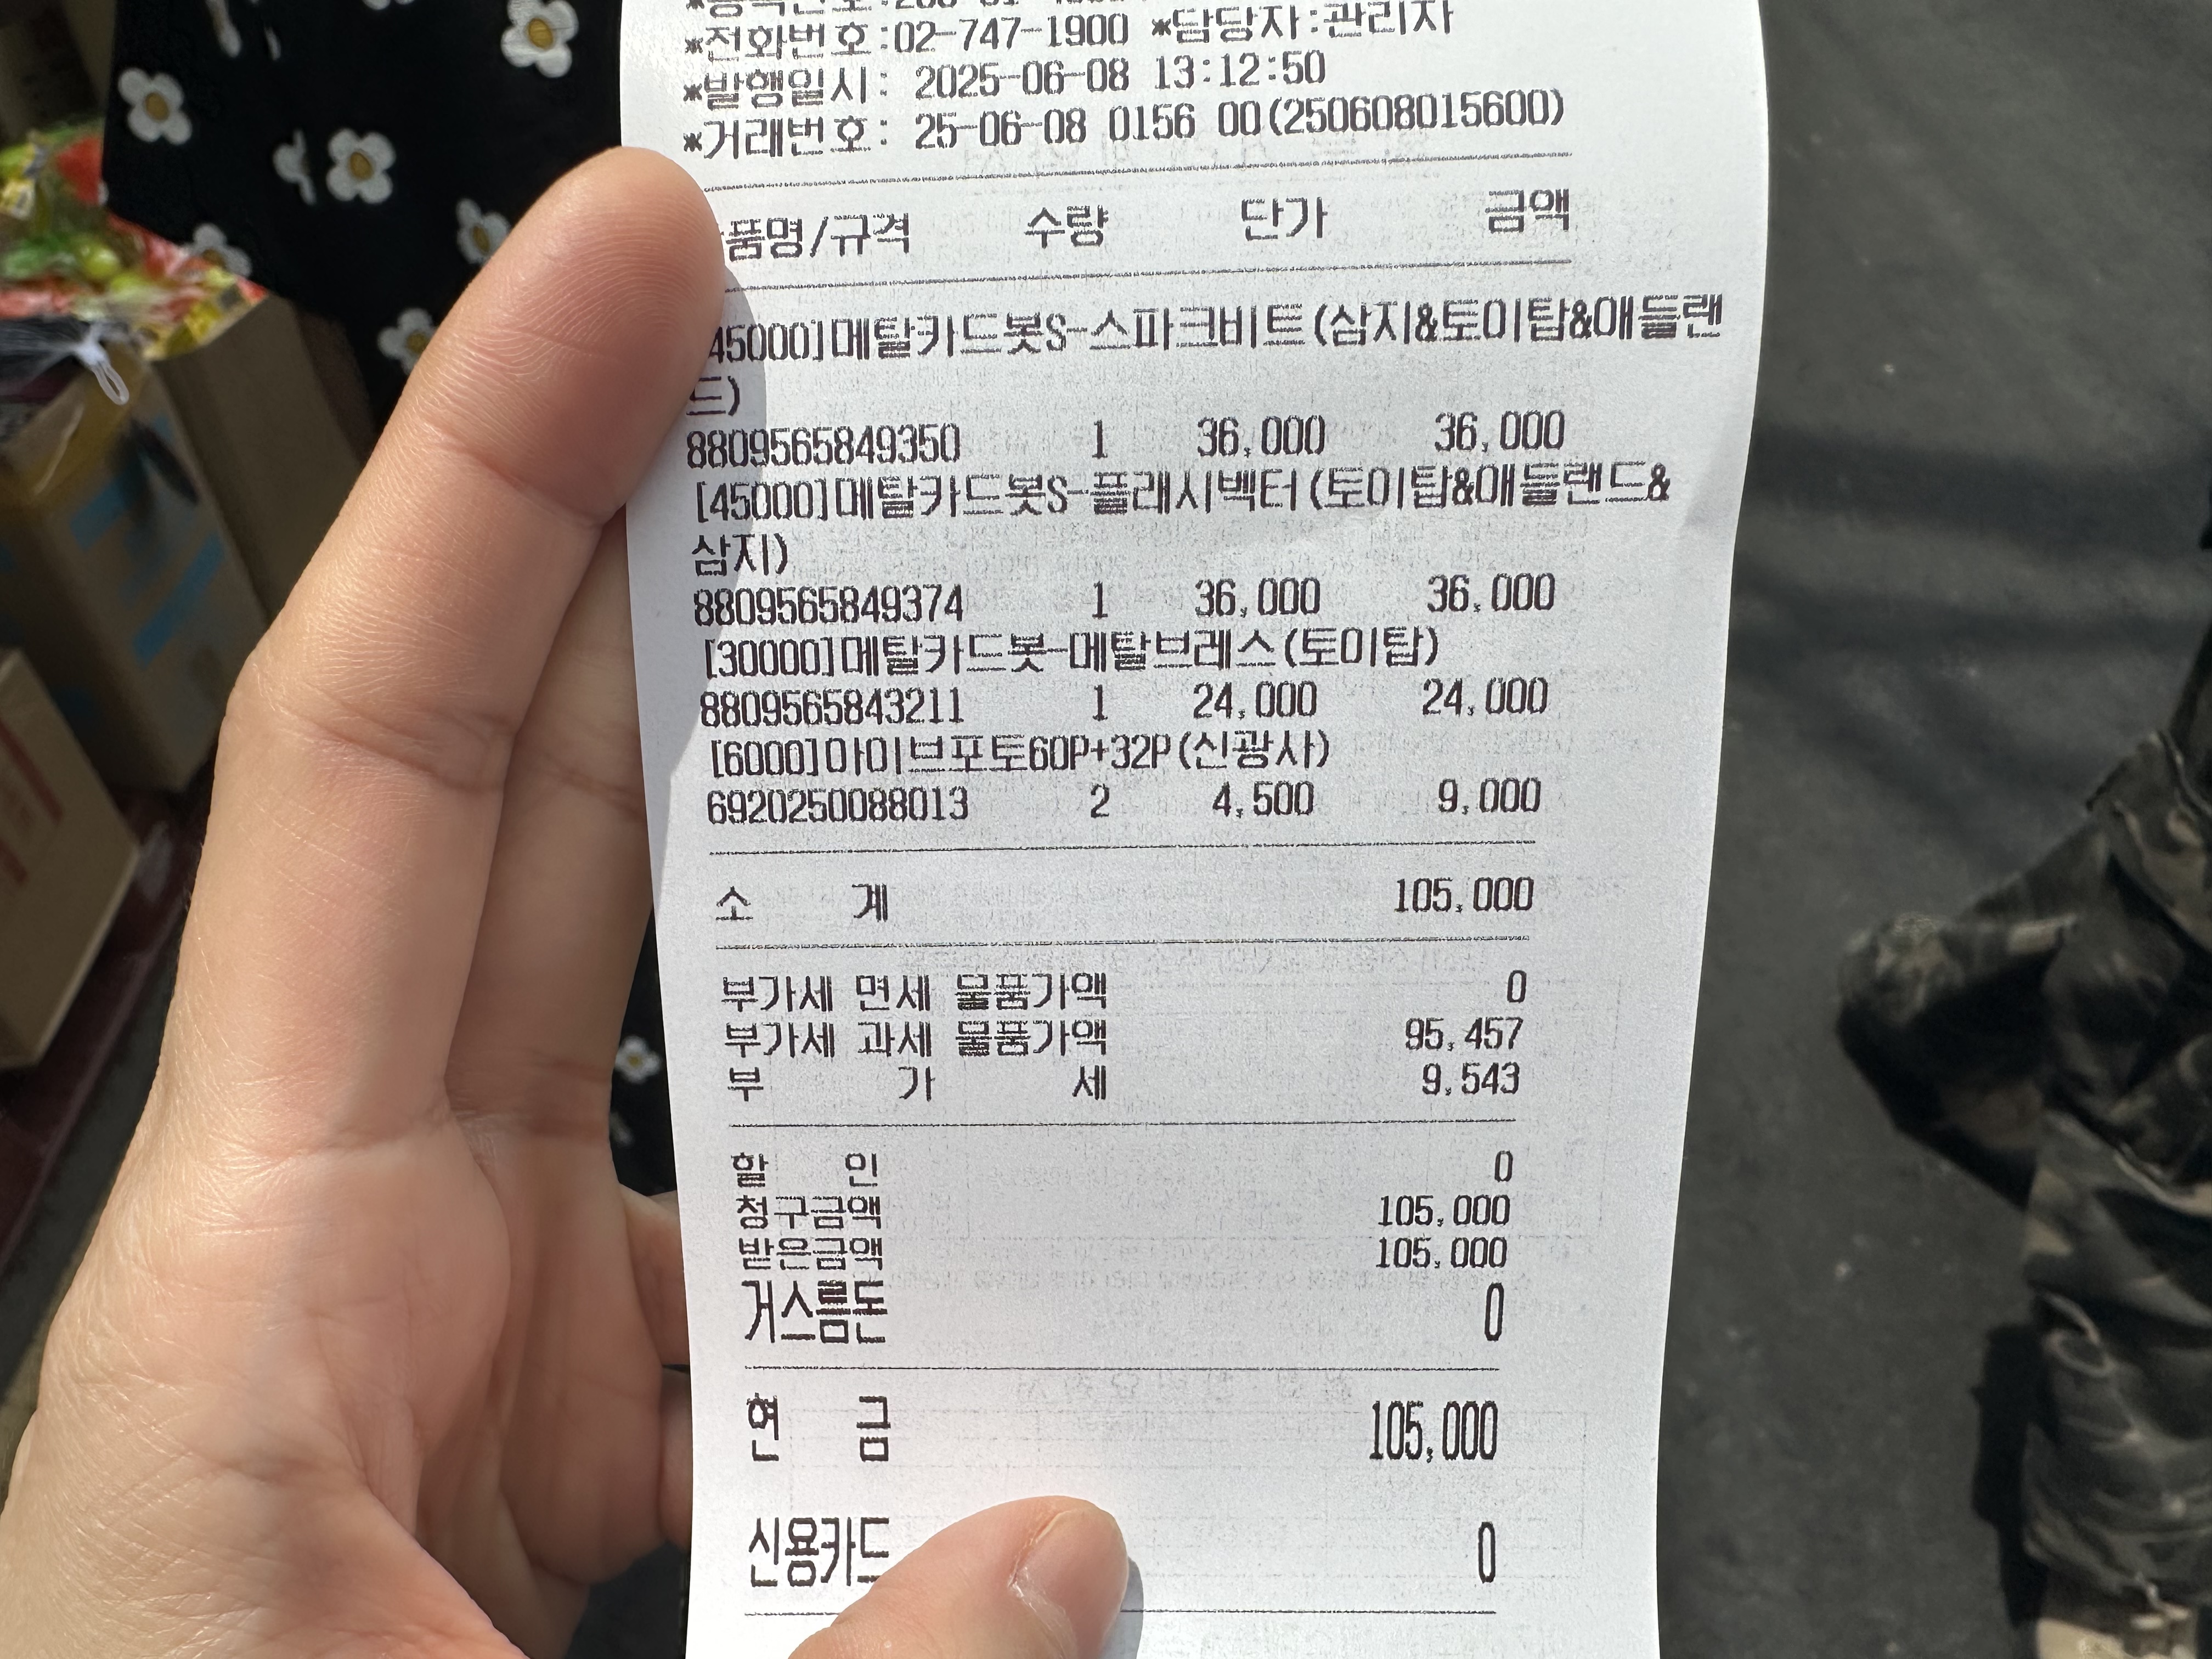 *전화번호:02-747-1900 *담당자:관리자
*발행일시: 2025-06-08 13:12:50
*거래번호: 25-06-08 0156 00(250608015600)
품명/규격 수량 단가 금액
45000]메탈카드봇S-스파크비트(삼지&토이탑&애들랜
드)
8809565849350 1 36,000 36,000
[45000]메탈카드봇S-플래시벡터(토이탑&애들랜드&
삼지)
8809565849374 1 36,000 36,000
[30000]메탈카드봇-메탈브레스(토이탑)
8809565843211 1 24,000 24,000
[6000]아이브포토60P+32P(신광사)
6920250088013 2 4,500 9,000
소 계 105,000
부가세 면세 물품가액 0
부가세 과세 물품가액 95,457
부 가 세 9,543
할 인 0
청구금액 105,000
받은금액 105,000
거스름돈 0
현 금 105,000
신용카드 0